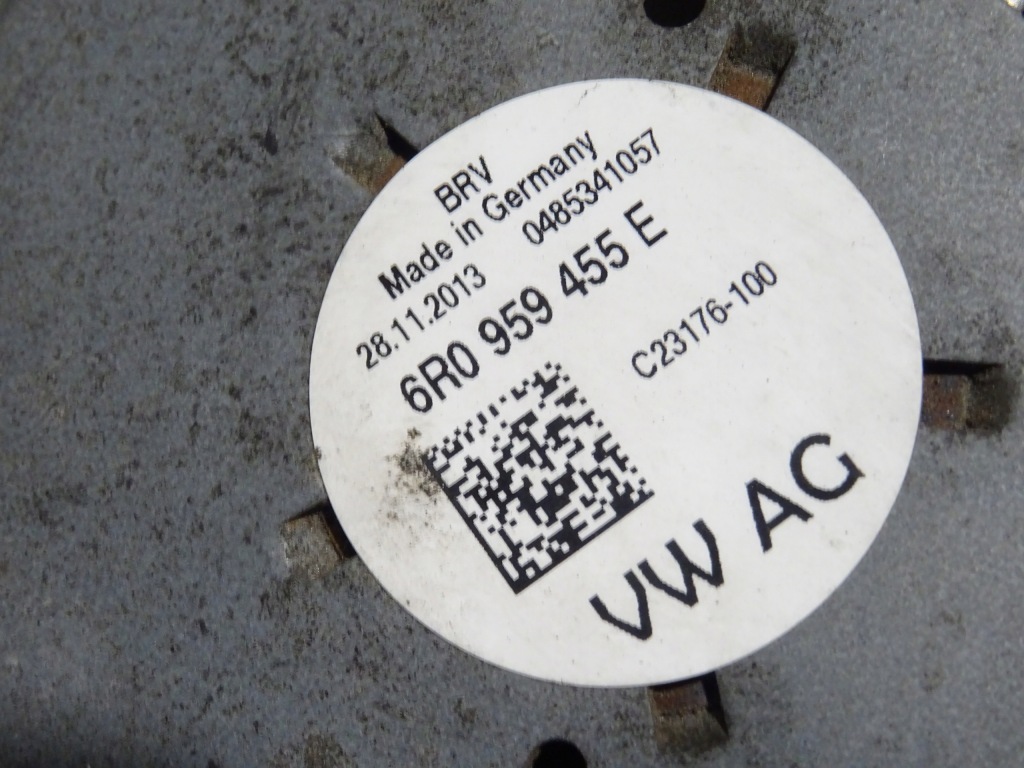 BRV
Made in Germany
28.11.2013 0485341057
6R0 959 455 E
C23176-100
VW AG